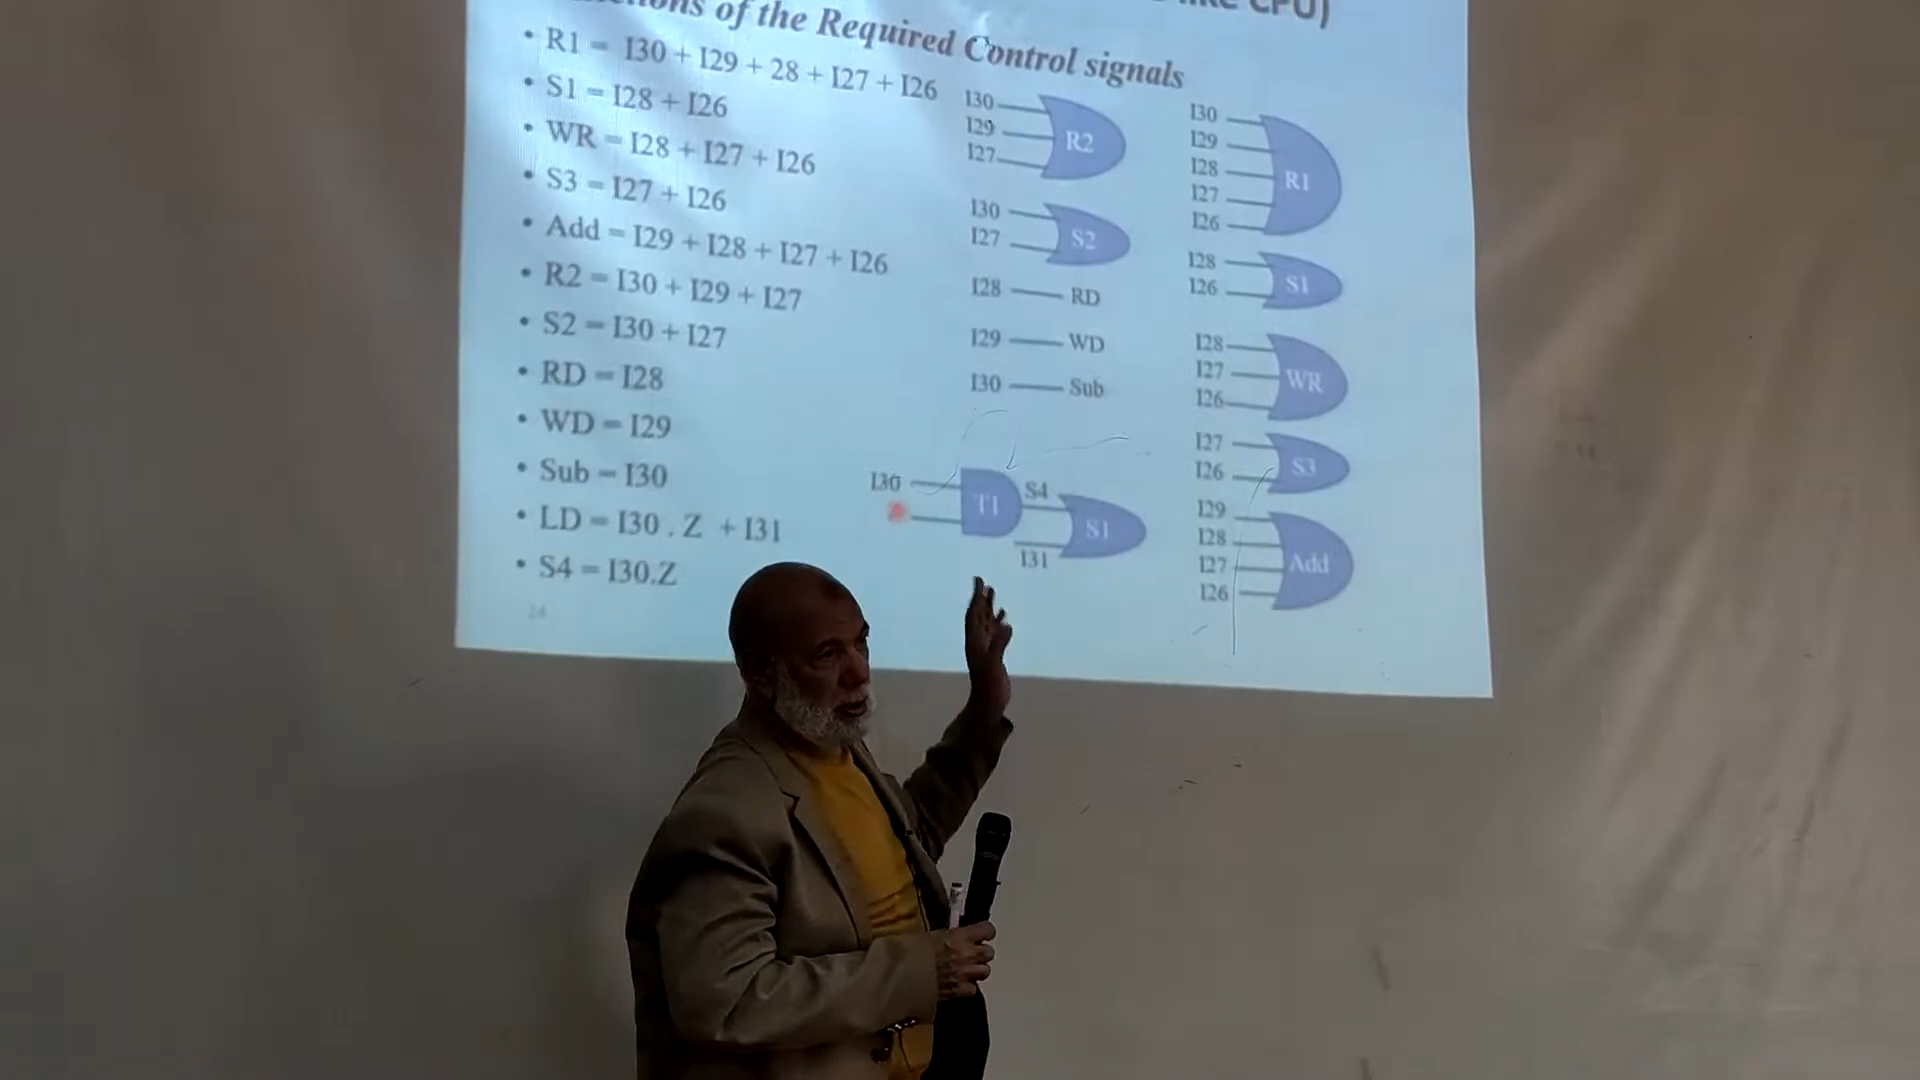 of the Required Control signals
• R1 = I30 + I29 + 28 + I27 + I26
• S1 = I28 + I26
• WR = I28 + I27 + I26
• S3 = I27 + I26
• Add = I29 + I28 + I27 + I26
• R2 = I30 + I29 + I27
• S2 = I30 + I27
• RD = I28
• WD = I29
• Sub = I30
• LD = I30 . Z + I31
• S4 = I30.Z
24
I30
I29
I27
R2
I30
I27
S2
I28 RD
I29 WD
I30 Sub
I30
T1
S4
I31
S1
I30
I29
I28
I27
I26
R1
I28
I26
S1
I28
I27
I26
WR
I27
I26
S3
I29
I28
I27
I26
Add